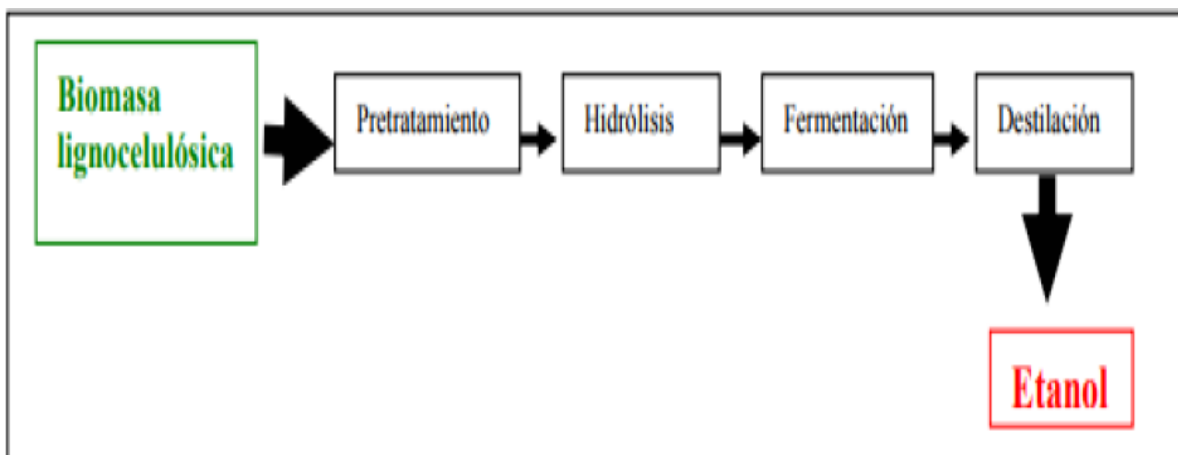 Biomasa
lignocelulósica
Pretratamiento
Hidrólisis
Fermentación
Destilación
Etanol